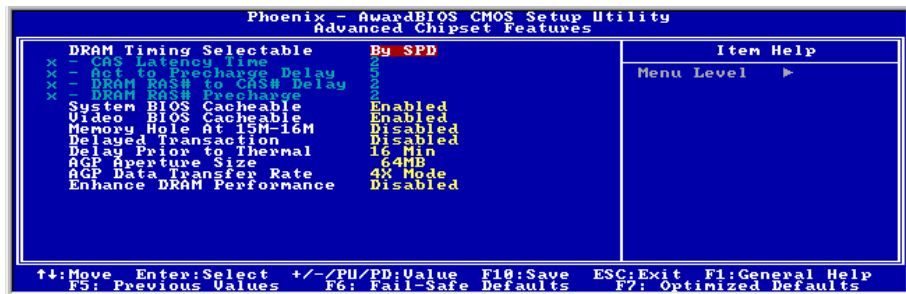 Phoenix - AwardBIOS CMOS Setup Utility
Advanced Chipset Features
DRAM Timing Selectable By SPD
x - CAS Latency Time 2
x - Act to Precharge Delay 5
x - DRAM RAS# to CAS# Delay 2
x - DRAM RAS# Precharge 2
System BIOS Cacheable Enabled
Video BIOS Cacheable Enabled
Memory Hole At 15M-16M Disabled
Delayed Transaction Disabled
Delay Prior to Thermal 16 Min
AGP Aperture Size 64MB
AGP Data Transfer Rate 4X Mode
Enhance DRAM Performance Disabled
Item Help
Menu Level ►
↑↓:Move Enter:Select +/-/PU/PD:Value F10:Save ESC:Exit F1:General Help
F5: Previous Values F6: Fail-Safe Defaults F7: Optimized Defaults